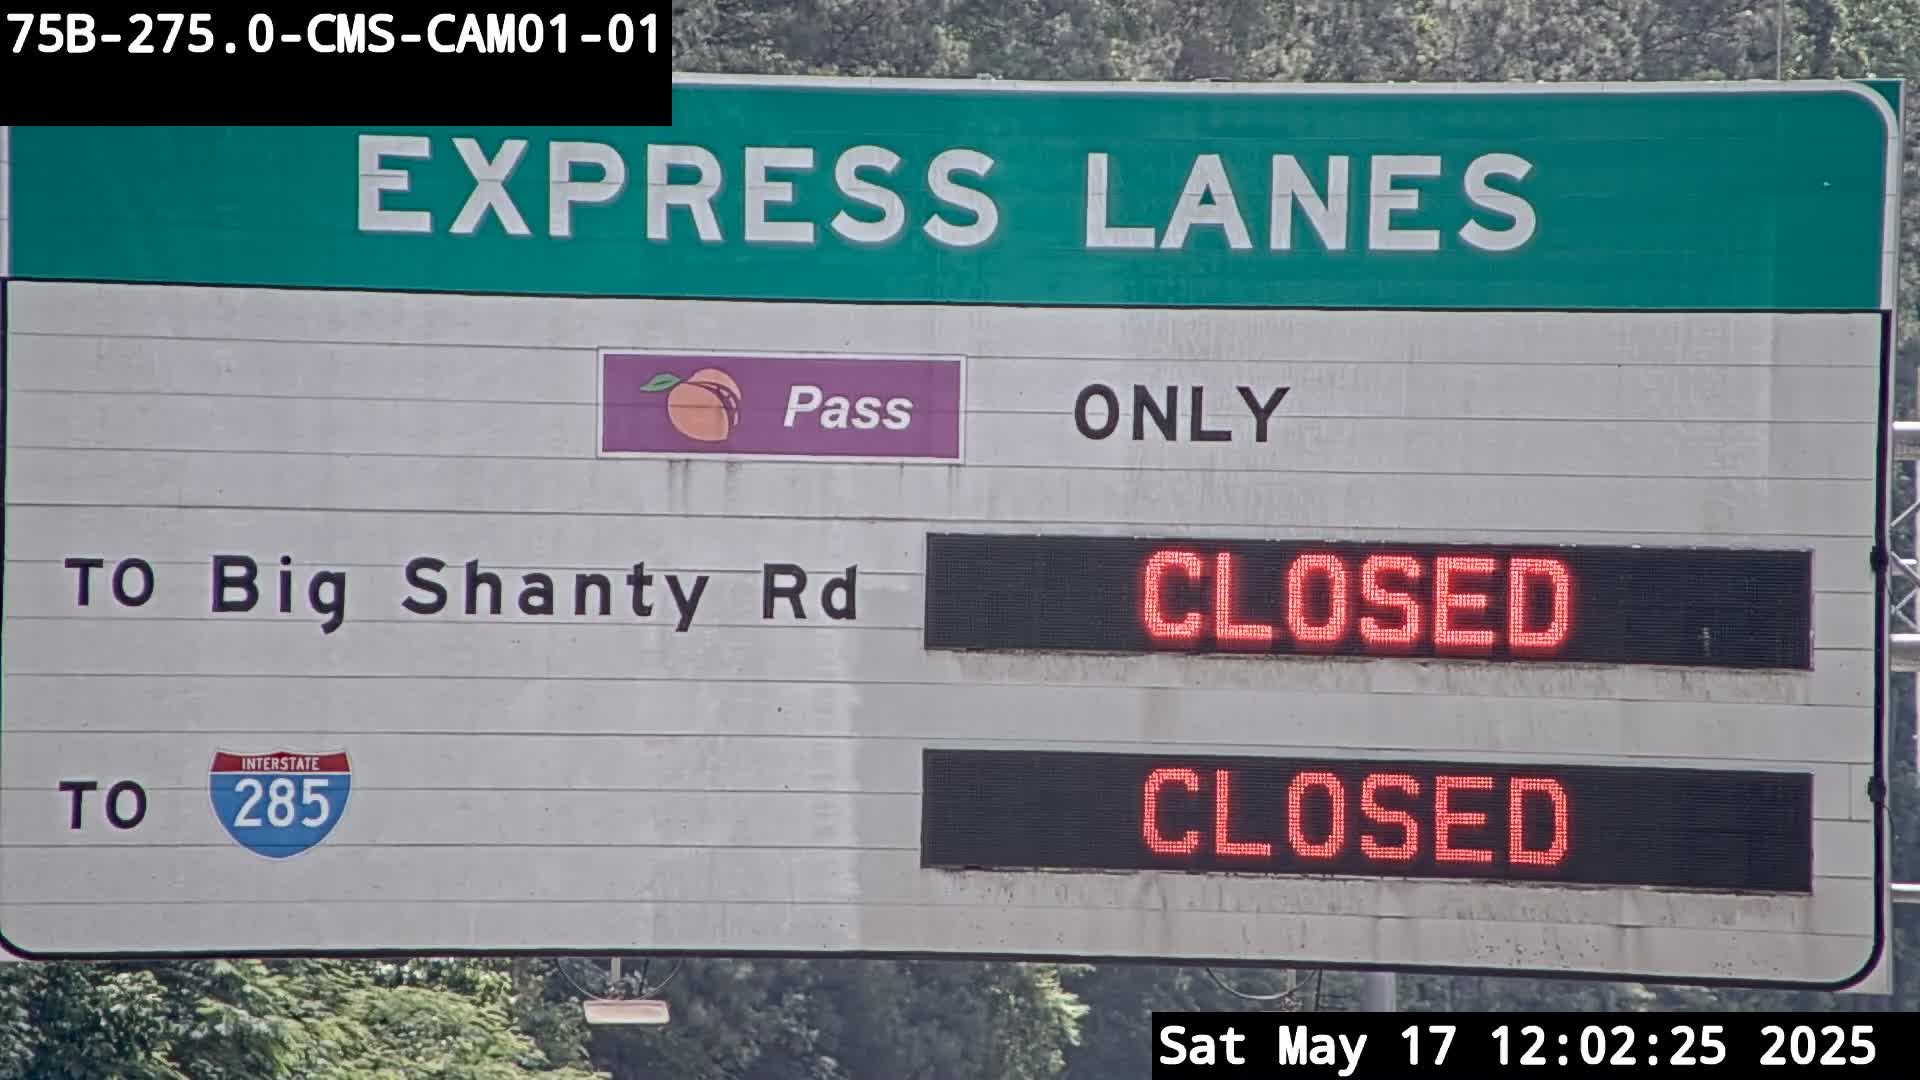 75B-275.0-CMS-CAM01-01
EXPRESS LANES
Pass ONLY
TO Big Shanty Rd CLOSED
TO INTERSTATE 285 CLOSED
Sat May 17 12:02:25 2025